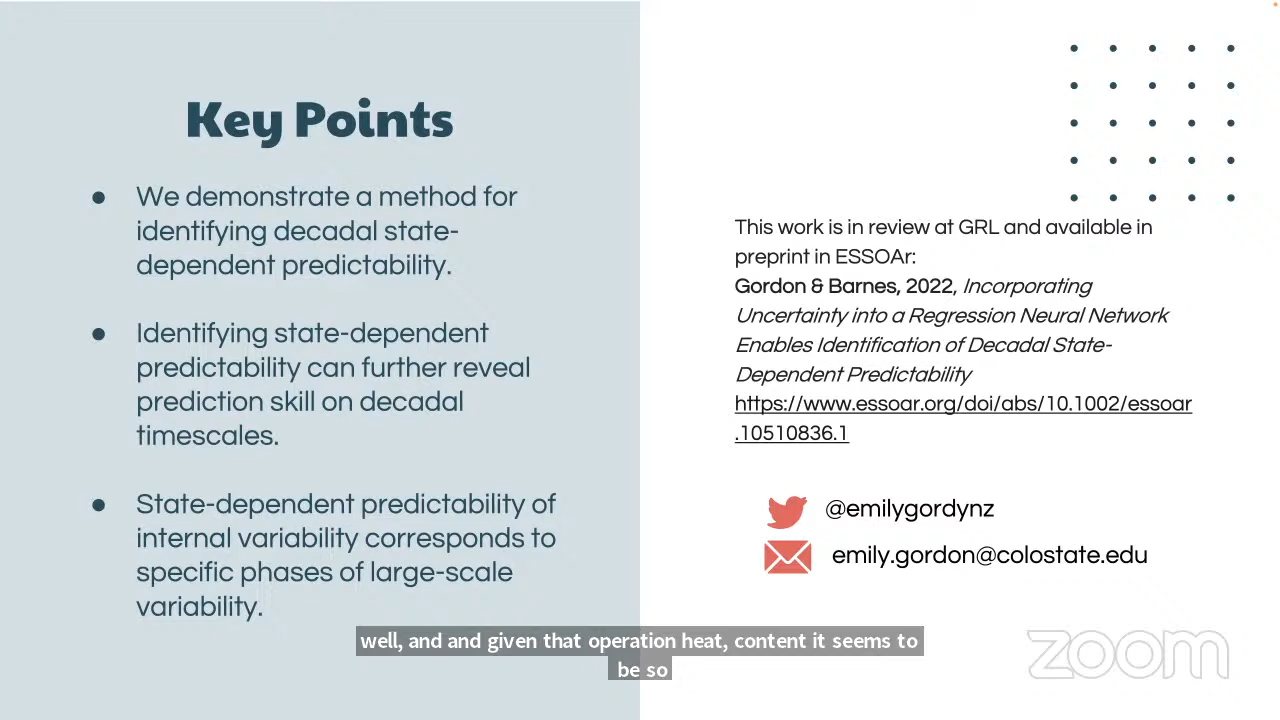 Key Points
● We demonstrate a method for
identifying decadal state-
dependent predictability.
● Identifying state-dependent
predictability can further reveal
prediction skill on decadal
timescales.
● State-dependent predictability of
internal variability corresponds to
specific phases of large-scale
variability.
This work is in review at GRL and available in
preprint in ESSOAr:
Gordon & Barnes, 2022, Incorporating
Uncertainty into a Regression Neural Network
Enables Identification of Decadal State-
Dependent Predictability
https://www.essoar.org/doi/abs/10.1002/essoar
.10510836.1
@emilygordynz
emily.gordon@colostate.edu
well, and and given that operation heat, content it seems to
be so
zoom